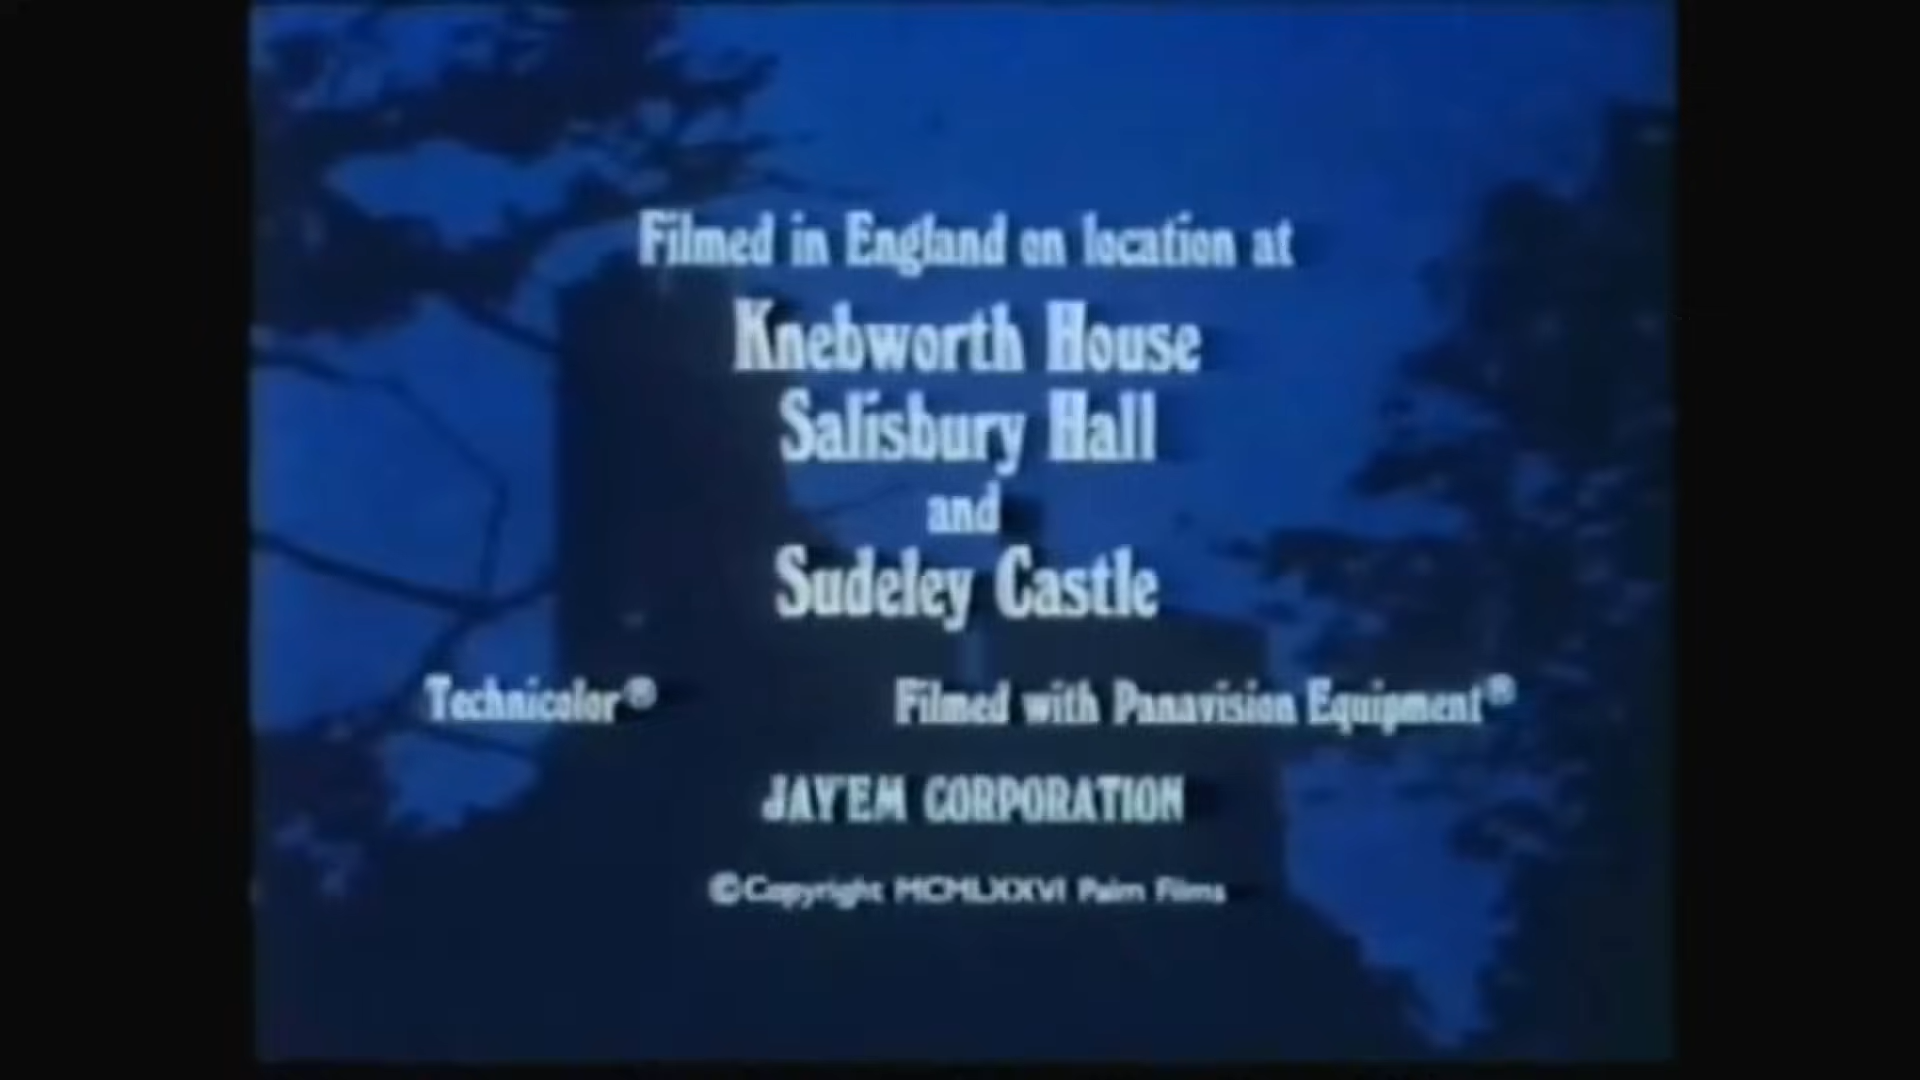 Filmed in England on location at
Knebworth House
Salisbury Hall
and
Sudeley Castle
Technicolor® Filmed with Panavision Equipment®
JAYEM CORPORATION
©Copyright MCMLXXVI Palm Films